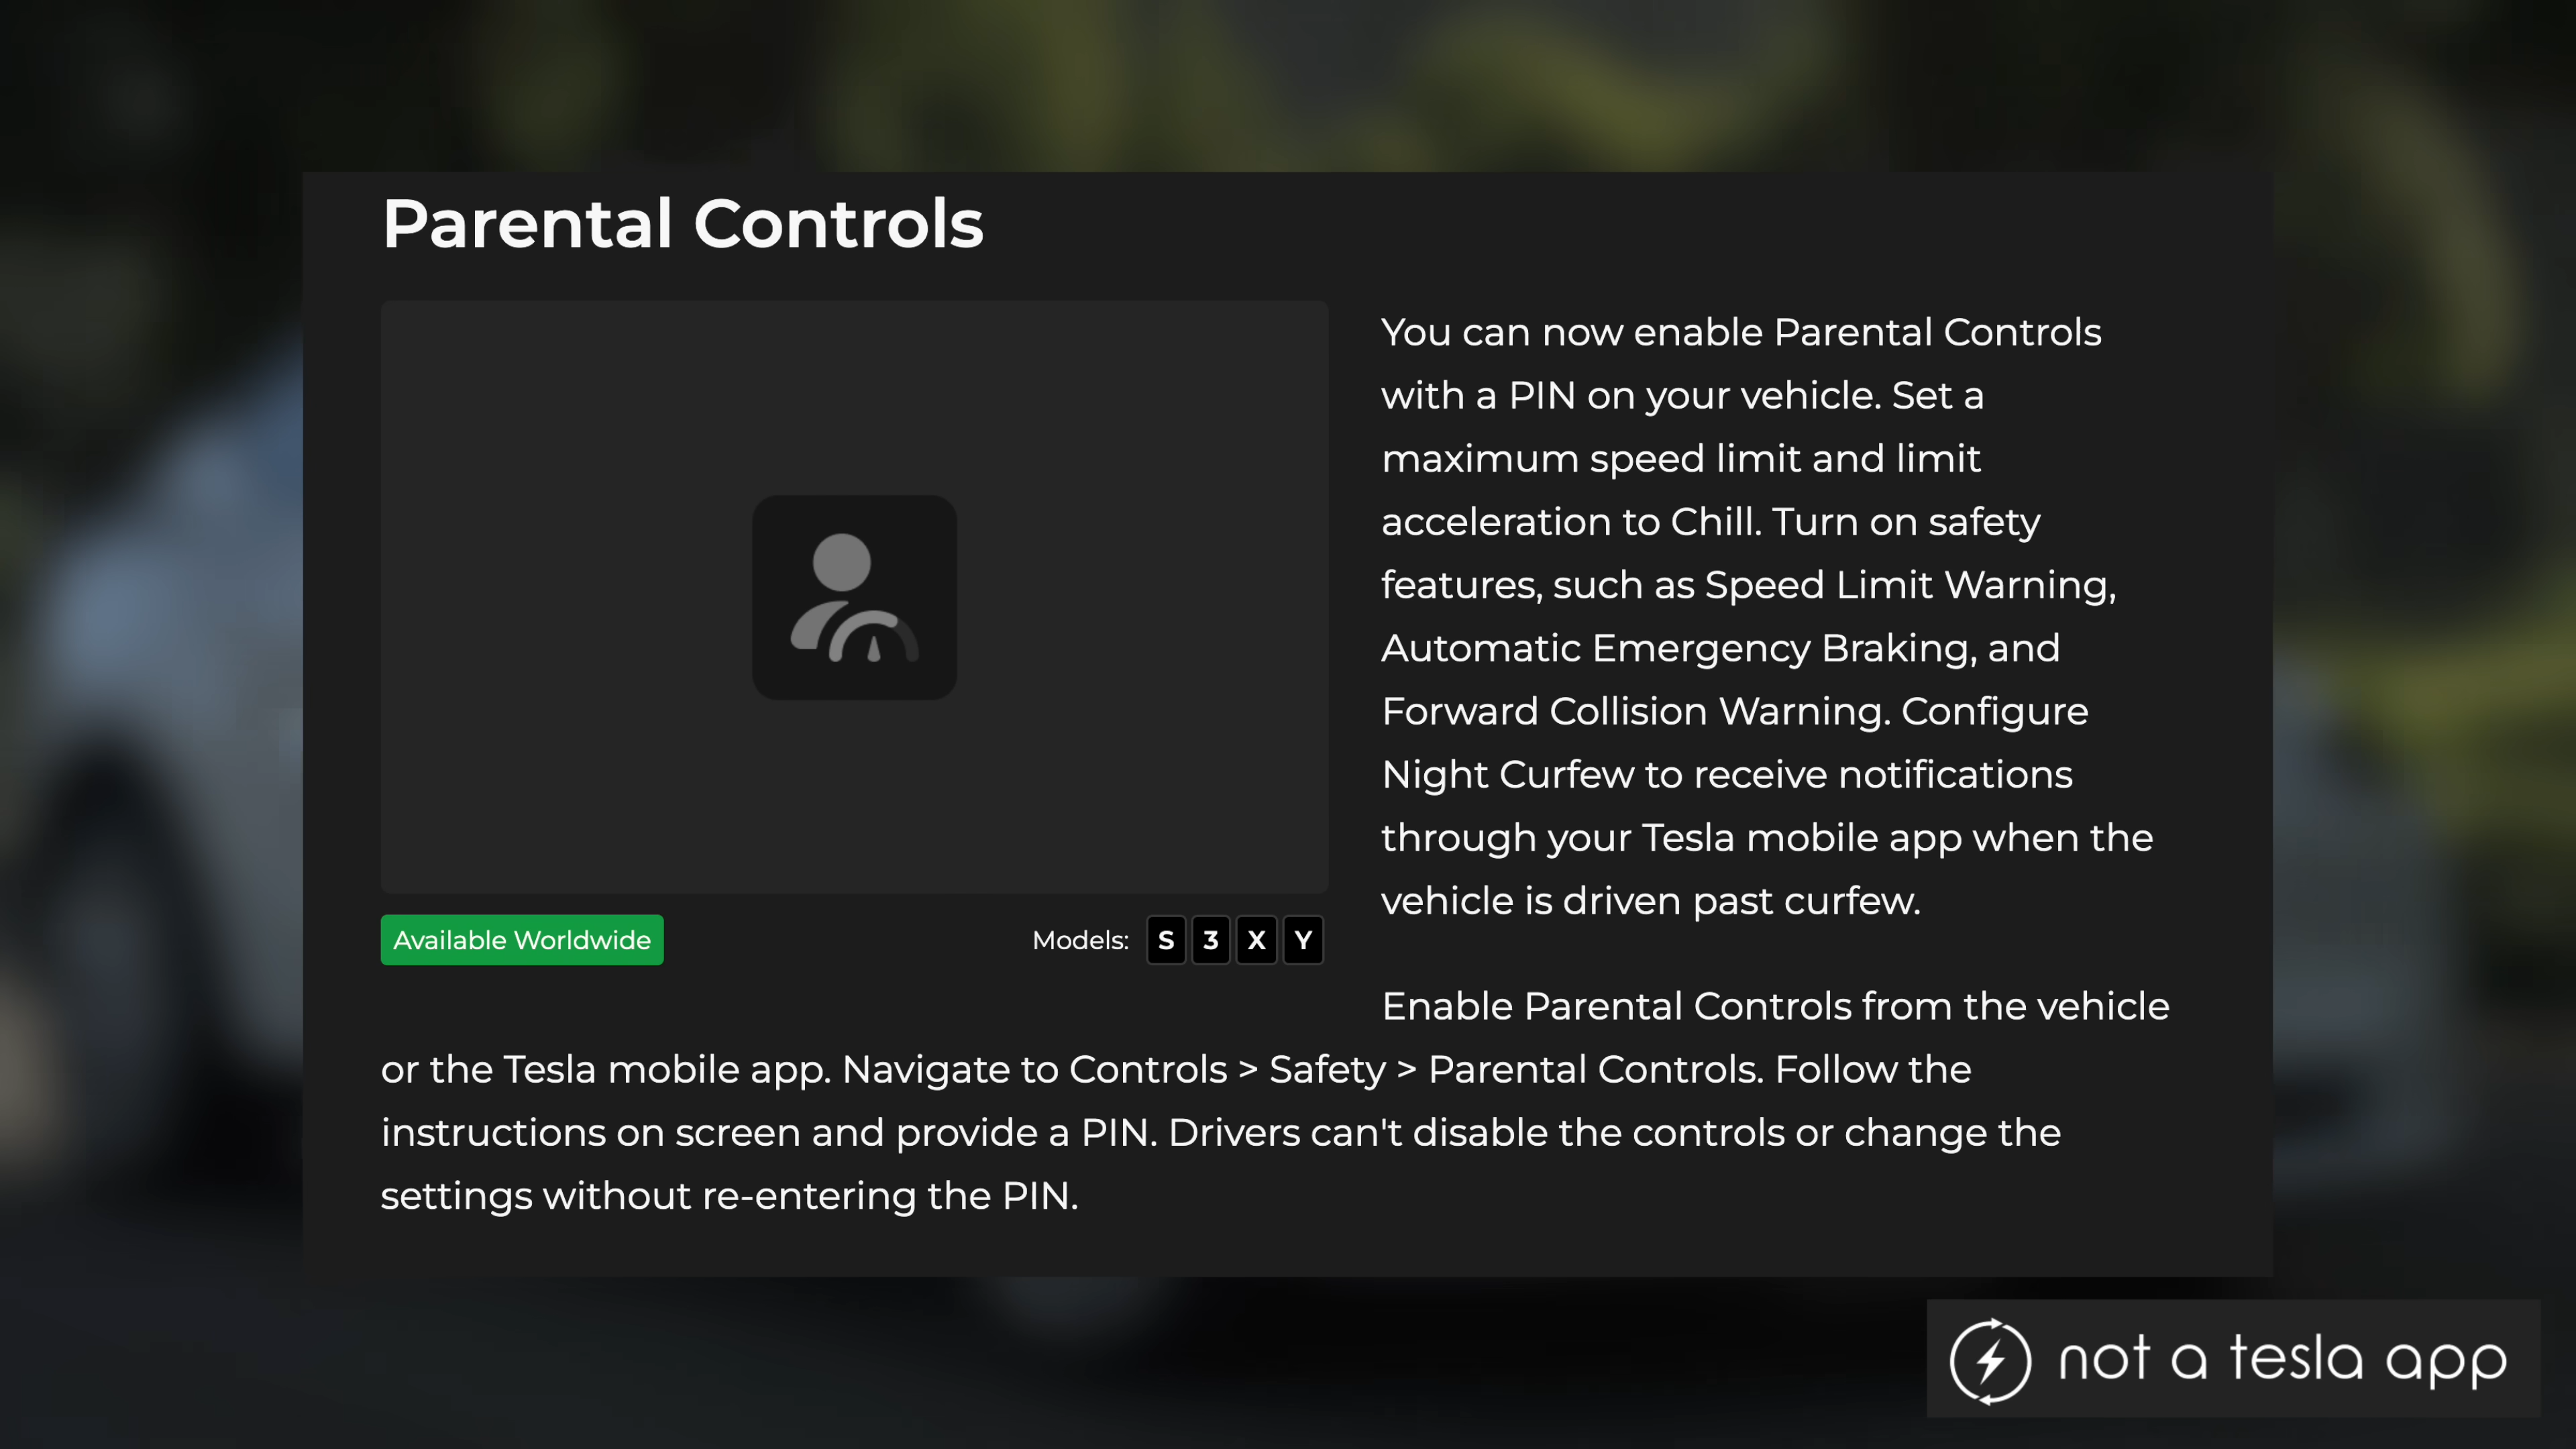 Parental Controls
You can now enable Parental Controls
with a PIN on your vehicle. Set a
maximum speed limit and limit
acceleration to Chill. Turn on safety
features, such as Speed Limit Warning,
Automatic Emergency Braking, and
Forward Collision Warning. Configure
Night Curfew to receive notifications
through your Tesla mobile app when the
vehicle is driven past curfew.
Available Worldwide
Models: S 3 X Y
Enable Parental Controls from the vehicle
or the Tesla mobile app. Navigate to Controls > Safety > Parental Controls. Follow the
instructions on screen and provide a PIN. Drivers can't disable the controls or change the
settings without re-entering the PIN.
not a tesla app